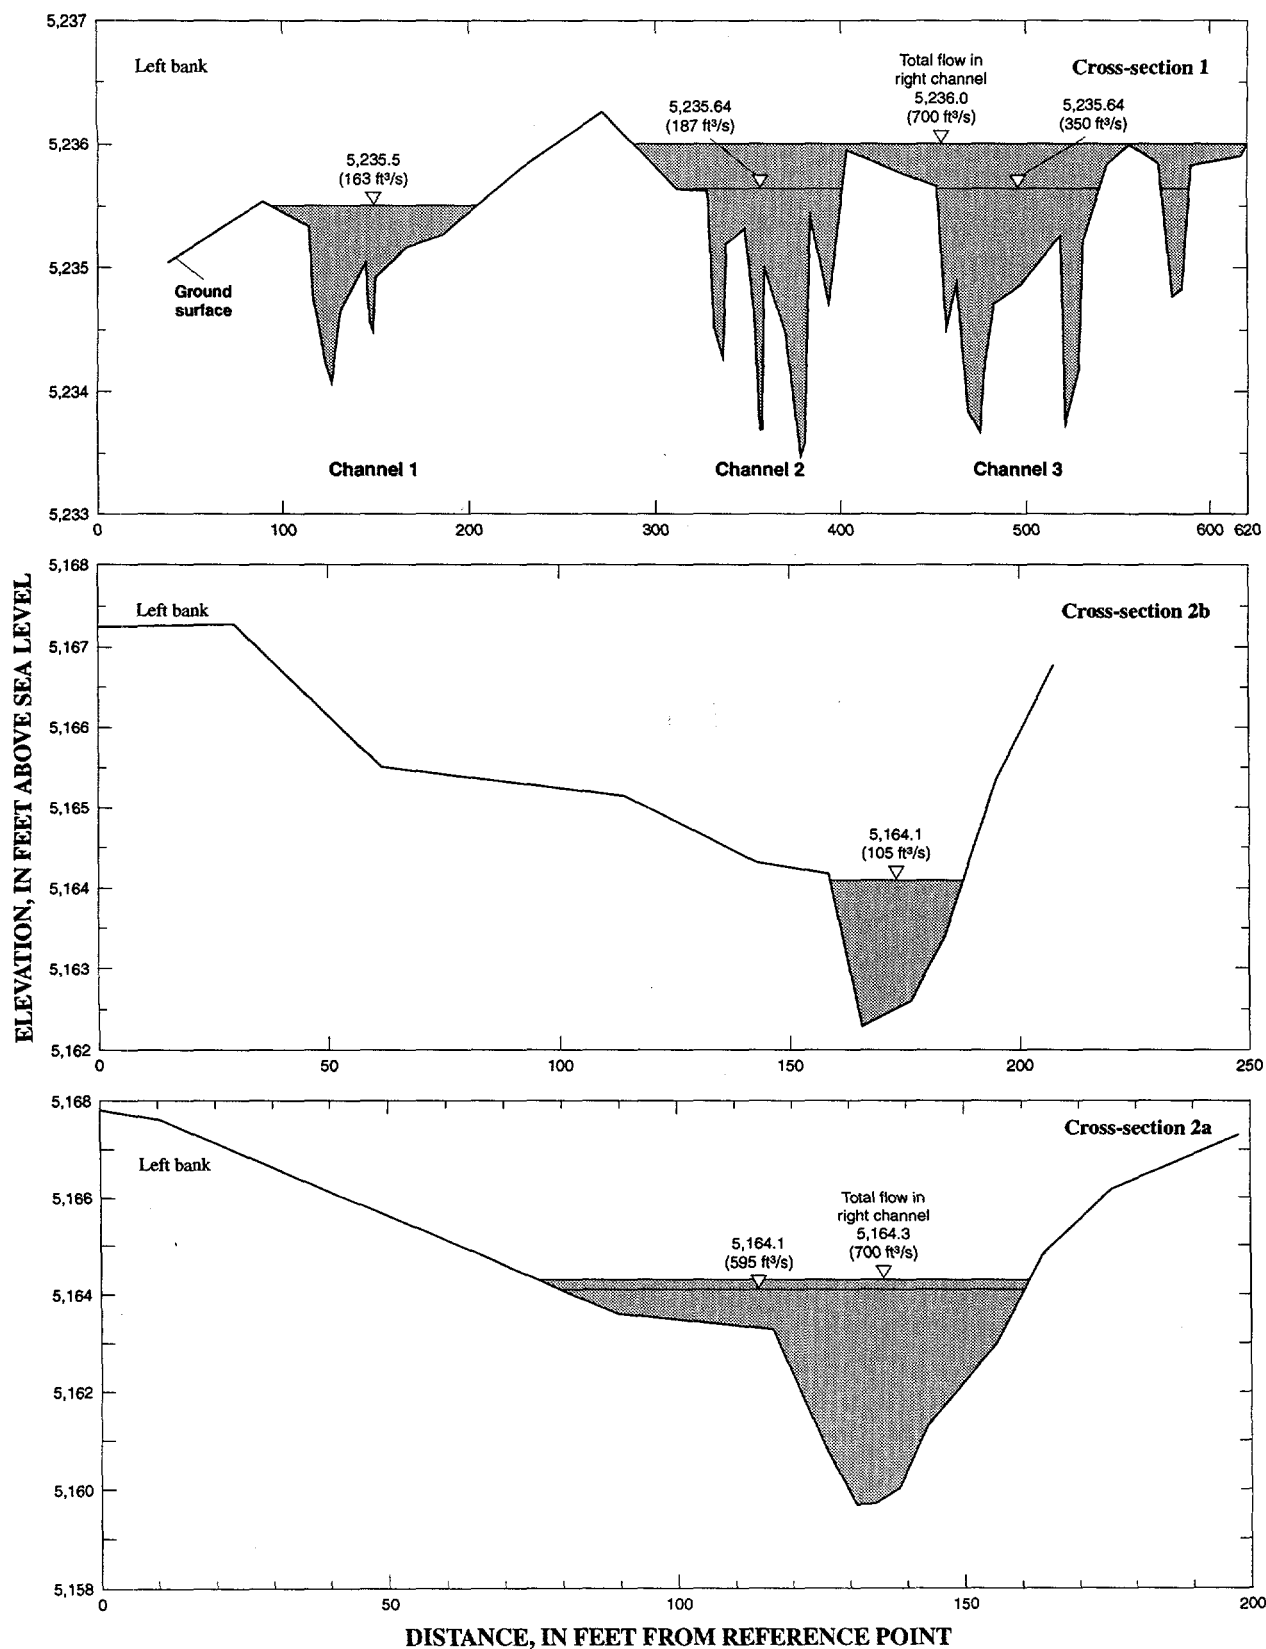 5,237
5,236
5,235
5,234
5,233
Left bank
Cross-section 1
Total flow in
right channel
5,236.0
(700 ft³/s)
5,235.64
(187 ft³/s)
5,235.64
(350 ft³/s)
5,235.5
(163 ft³/s)
Ground
surface
Channel 1
Channel 2
Channel 3
0 100 200 300 400 500 600 620
ELEVATION, IN FEET ABOVE SEA LEVEL
5,168
5,167
5,166
5,165
5,164
5,163
5,162
Left bank
Cross-section 2b
5,164.1
(105 ft³/s)
0 50 100 150 200 250
5,168
5,166
5,164
5,162
5,160
5,158
Cross-section 2a
Left bank
Total flow in
right channel
5,164.3
(700 ft³/s)
5,164.1
(595 ft³/s)
0 50 100 150 200
DISTANCE, IN FEET FROM REFERENCE POINT